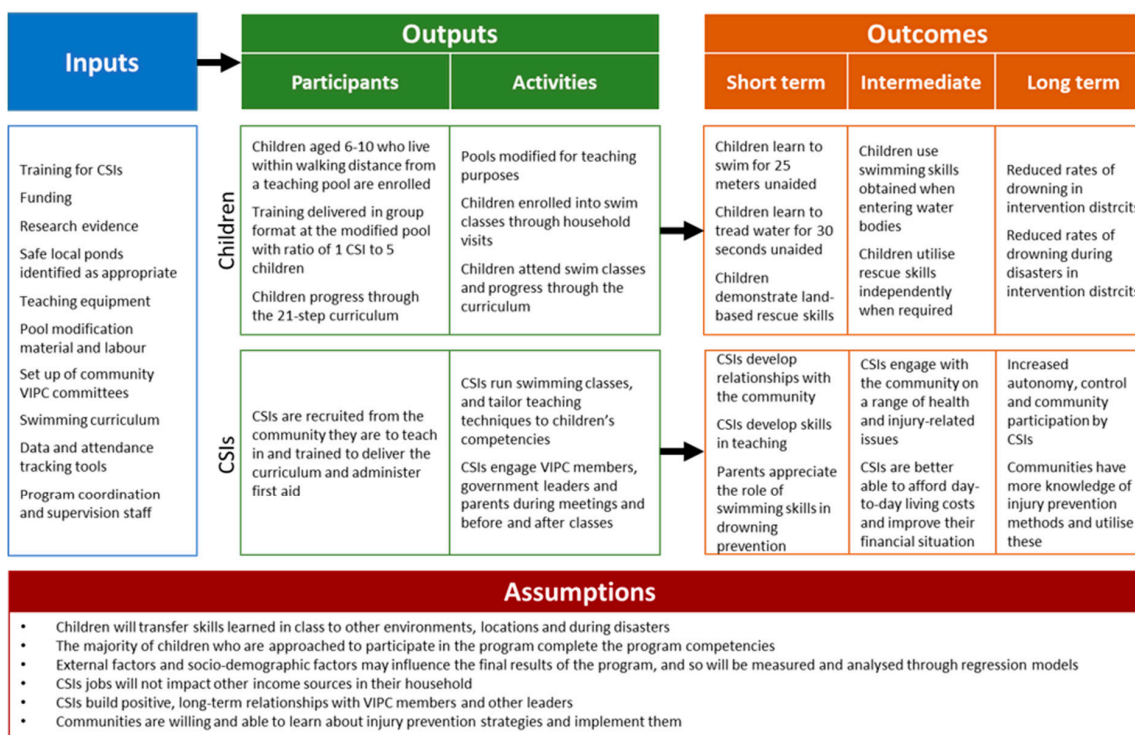 Inputs
Outputs
Participants
Activities
Outcomes
Short term
Intermediate
Long term
Training for CSIs
Funding
Research evidence
Safe local ponds
identified as appropriate
Teaching equipment
Pool modification
material and labour
Set up of community
VIPC committees
Swimming curriculum
Data and attendance
tracking tools
Program coordination
and supervision staff
Children
Children aged 6-10 who live
within walking distance from
a teaching pool are enrolled
Training delivered in group
format at the modified pool
with ratio of 1 CSI to 5
children
Children progress through
the 21-step curriculum
Pools modified for teaching
purposes
Children enrolled into swim
classes through household
visits
Children attend swim classes
and progress through the
curriculum
Children learn to
swim for 25
meters unaided
Children learn to
tread water for 30
seconds unaided
Children
demonstrate land-
based rescue skills
Children use
swimming skills
obtained when
entering water
bodies
Children utilise
rescue skills
independently
when required
Reduced rates of
drowning in
intervention distrcits
Reduced rates of
drowning during
disasters in
intervention distrcits
CSIs
CSIs are recruited from the
community they are to teach
in and trained to deliver the
curriculum and administer
first aid
CSIs run swimming classes,
and tailor teaching
techniques to children's
competencies
CSIs engage VIPC members,
government leaders and
parents during meetings and
before and after classes
CSIs develop
relationships with
the community
CSIs develop skills
in teaching
Parents appreciate
the role of
swimming skills in
drowning
prevention
CSIs engage with
the community on
a range of health
and injury-related
issues
CSIs are better
able to afford day-
to-day living costs
and improve their
financial situation
Increased
autonomy, control
and community
participation by
CSIs
Communities have
more knowledge of
injury prevention
methods and utilise
these
Assumptions
• Children will transfer skills learned in class to other environments, locations and during disasters
• The majority of children who are approached to participate in the program complete the program competencies
• External factors and socio-demographic factors may influence the final results of the program, and so will be measured and analysed through regression models
• CSIs jobs will not impact other income sources in their household
• CSIs build positive, long-term relationships with VIPC members and other leaders
• Communities are willing and able to learn about injury prevention strategies and implement them